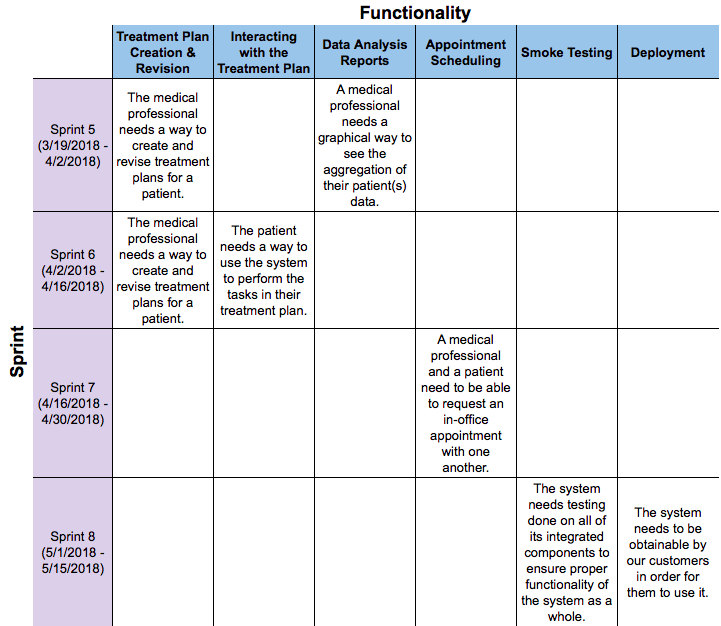 Functionality
Treatment Plan
Creation &
Revision
Interacting
with the
Treatment Plan
Data Analysis
Reports
Appointment
Scheduling
Smoke Testing
Deployment
Sprint
Sprint 5
(3/19/2018 -
4/2/2018)
The medical
professional
needs a way to
create and
revise treatment
plans for a
patient.
A medical
professional
needs a
graphical way to
see the
aggregation of
their patient(s)
data.
Sprint 6
(4/2/2018 -
4/16/2018)
The medical
professional
needs a way to
create and
revise treatment
plans for a
patient.
The patient
needs a way to
use the system
to perform the
tasks in their
treatment plan.
Sprint 7
(4/16/2018 -
4/30/2018)
A medical
professional
and a patient
need to be able
to request an
in-office
appointment
with one
another.
Sprint 8
(5/1/2018 -
5/15/2018)
The system
needs testing
done on all of
its integrated
components to
ensure proper
functionality of
the system as a
whole.
The system
needs to be
obtainable by
our customers
in order for
them to use it.